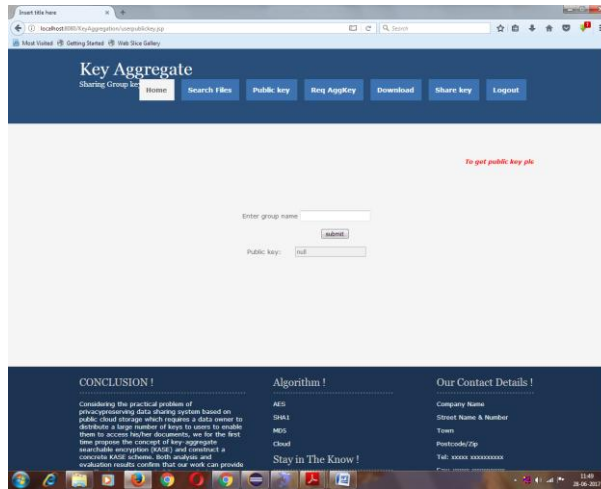 Insert title here
localhost:8080/KeyAggregation/userpublickey.jsp
Search
Most Visited Getting Started Web Slice Gallery
Key Aggregate
Sharing Group ke
Home Search Files Public key Req AggKey Download Share key Logout
To get public key pls
Enter group name
submit
Public key: null
CONCLUSION !
Considering the practical problem of
privacypreserving data sharing system based on
public cloud storage which requires a data owner to
distribute a large number of keys to users to enable
them to access his/her documents, we for the first
time propose the concept of key-aggregate
searchable encryption (KASE) and construct a
concrete KASE scheme. Both analysis and
evaluation results confirm that our work can provide
Algorithm !
AES
SHA1
MD5
Cloud
Stay in The Know !
Our Contact Details !
Company Name
Street Name & Number
Town
Postcode/Zip
Tel: xxxxx xxxxxxxxxx
11:49
28-06-2017